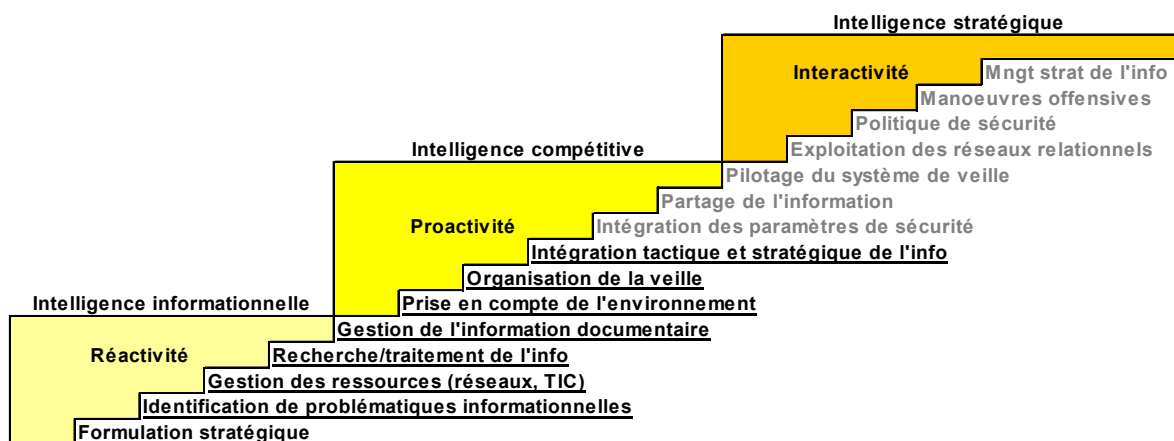 Intelligence stratégique
Interactivité
Mngt strat de l'info
Manoeuvres offensives
Politique de sécurité
Intelligence compétitive
Exploitation des réseaux relationnels
Pilotage du système de veille
Partage de l'information
Proactivité
Intégration des paramètres de sécurité
Intégration tactique et stratégique de l'info
Organisation de la veille
Intelligence informationnelle
Prise en compte de l'environnement
Gestion de l'information documentaire
Réactivité
Recherche/traitement de l'info
Gestion des ressources (réseaux, TIC)
Identification de problématiques informationnelles
Formulation stratégique